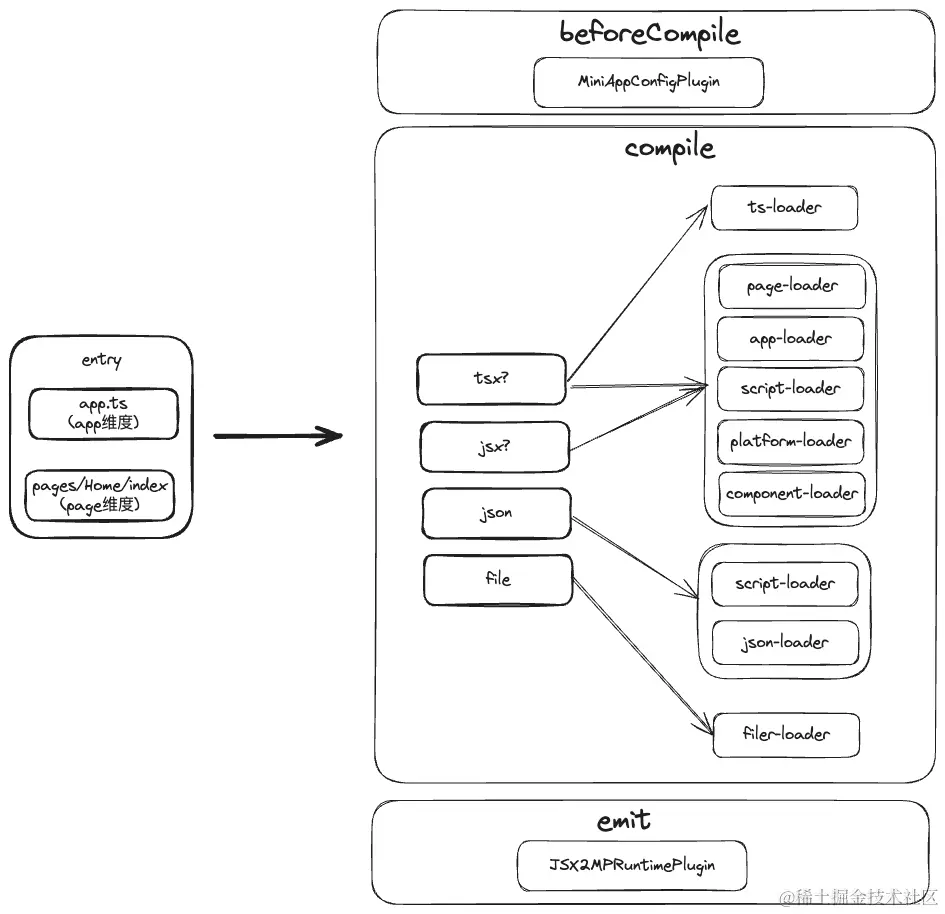 beforeCompile
MiniAppConfigPlugin
compile
ts-loader
page-loader
app-loader
script-loader
platform-loader
component-loader
entry
app.ts
(app维度)
pages/Home/index
(page维度)
tsx?
jsx?
json
file
script-loader
json-loader
filer-loader
emit
JSX2MPRuntimePlugin
@稀土掘金技术社区